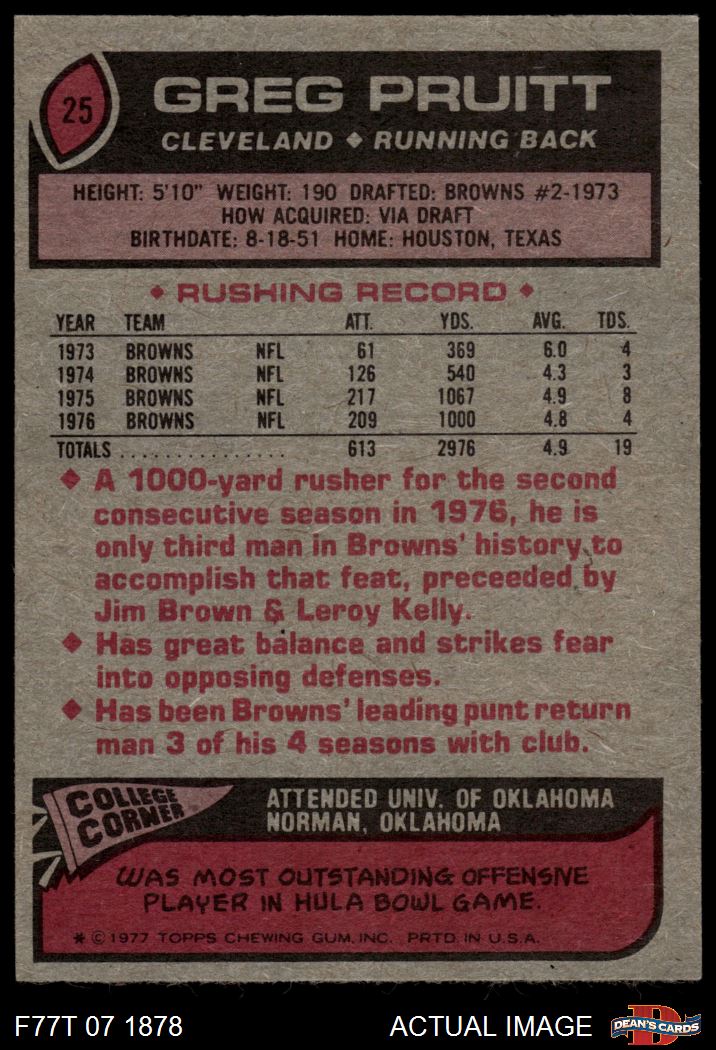 25
GREG PRUITT
CLEVELAND ◆ RUNNING BACK
HEIGHT: 5'10" WEIGHT: 190 DRAFTED: BROWNS #2-1973
HOW ACQUIRED: VIA DRAFT
BIRTHDATE: 8-18-51 HOME: HOUSTON, TEXAS
◆ RUSHING RECORD ◆
YEAR TEAM ATT. YDS. AVG. TDS.
1973 BROWNS NFL 61 369 6.0 4
1974 BROWNS NFL 126 540 4.3 3
1975 BROWNS NFL 217 1067 4.9 8
1976 BROWNS NFL 209 1000 4.8 4
TOTALS . . . . . . . . . . . . . . . 613 2976 4.9 19
◆ A 1000-yard rusher for the second
consecutive season in 1976, he is
only third man in Browns' history to
accomplish that feat, preceeded by
Jim Brown & Leroy Kelly.
◆ Has great balance and strikes fear
into opposing defenses.
◆ Has been Browns' leading punt return
man 3 of his 4 seasons with club.
COLLEGE
CORNER
ATTENDED UNIV. OF OKLAHOMA
NORMAN, OKLAHOMA
WAS MOST OUTSTANDING OFFENSIVE
PLAYER IN HULA BOWL GAME.
* © 1977 TOPPS CHEWING GUM, INC. PRTD. IN U.S.A.
F77T 07 1878 ACTUAL IMAGE
D
DEAN'S CARDS